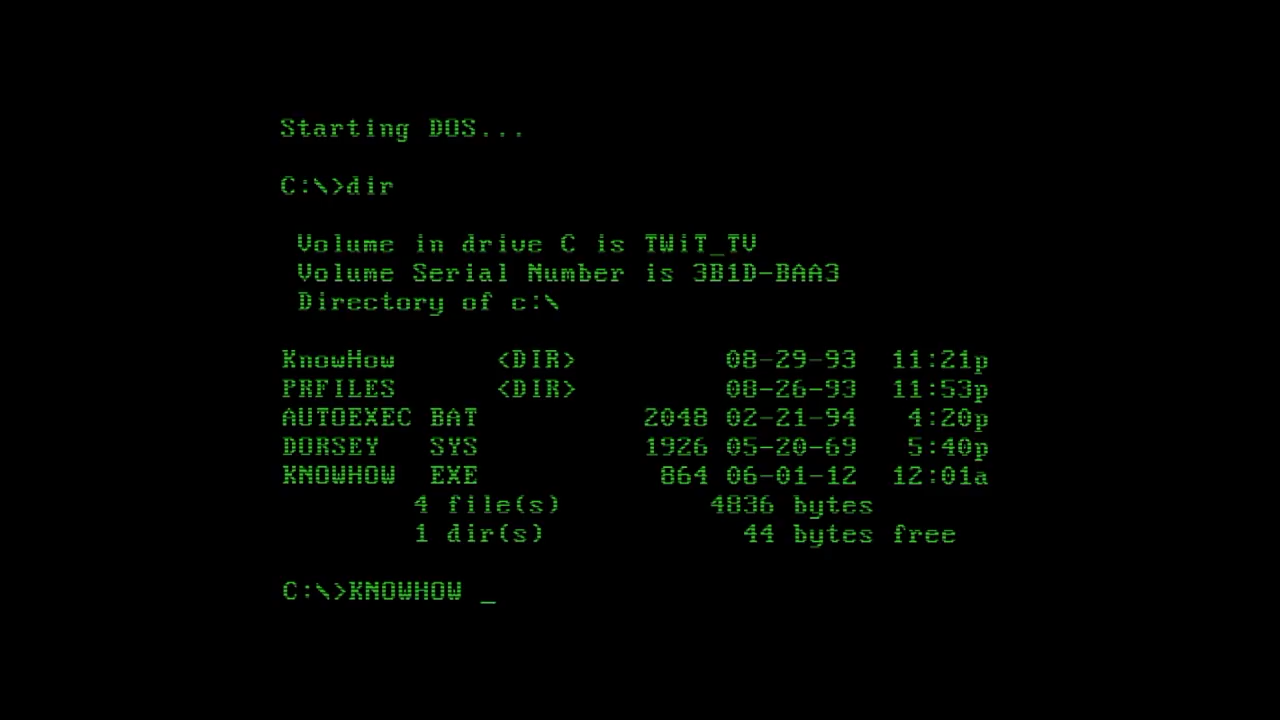 Starting DOS...
C:\>dir
Volume in drive C is TWiT_TV
Volume Serial Number is 3B1D-BAA3
Directory of c:\
KnowHow <DIR> 08-29-93 11:21p
PRFILES <DIR> 08-26-93 11:53p
AUTOEXEC BAT 2048 02-21-94 4:20p
DORSEY SYS 1926 05-20-69 5:40p
KNOWHOW EXE 864 06-01-12 12:01a
4 file(s) 4836 bytes
1 dir(s) 44 bytes free
C:\>KNOWHOW _